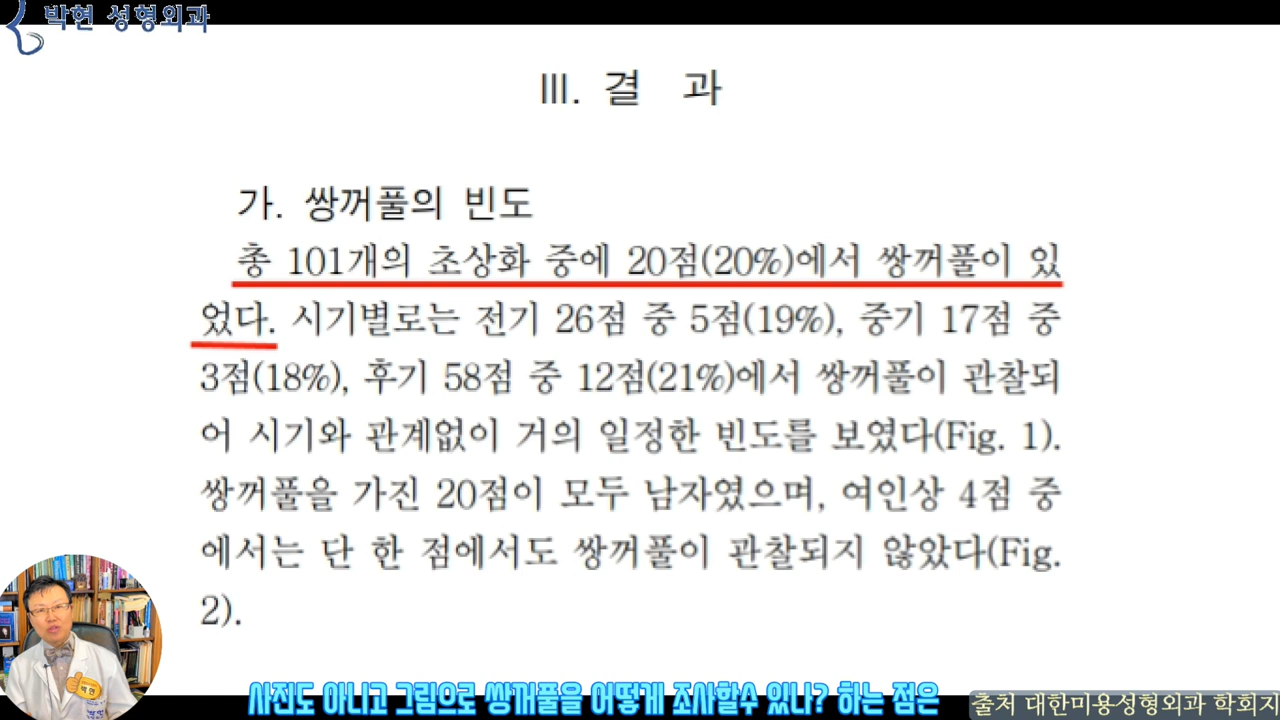 박현 성형외과
III. 결 과
가. 쌍꺼풀의 빈도
총 101개의 초상화 중에 20점(20%)에서 쌍꺼풀이 있
었다. 시기별로는 전기 26점 중 5점(19%), 중기 17점 중
3점(18%), 후기 58점 중 12점(21%)에서 쌍꺼풀이 관찰되
어 시기와 관계없이 거의 일정한 빈도를 보였다(Fig. 1).
쌍꺼풀을 가진 20점이 모두 남자였으며, 여인상 4점 중
에서는 단 한 점에서도 쌍꺼풀이 관찰되지 않았다(Fig.
2).
박현
사진도 아니고 그림으로 쌍꺼풀을 어떻게 조사할수 있나? 하는 점은
출처 대한미용성형외과 학회지